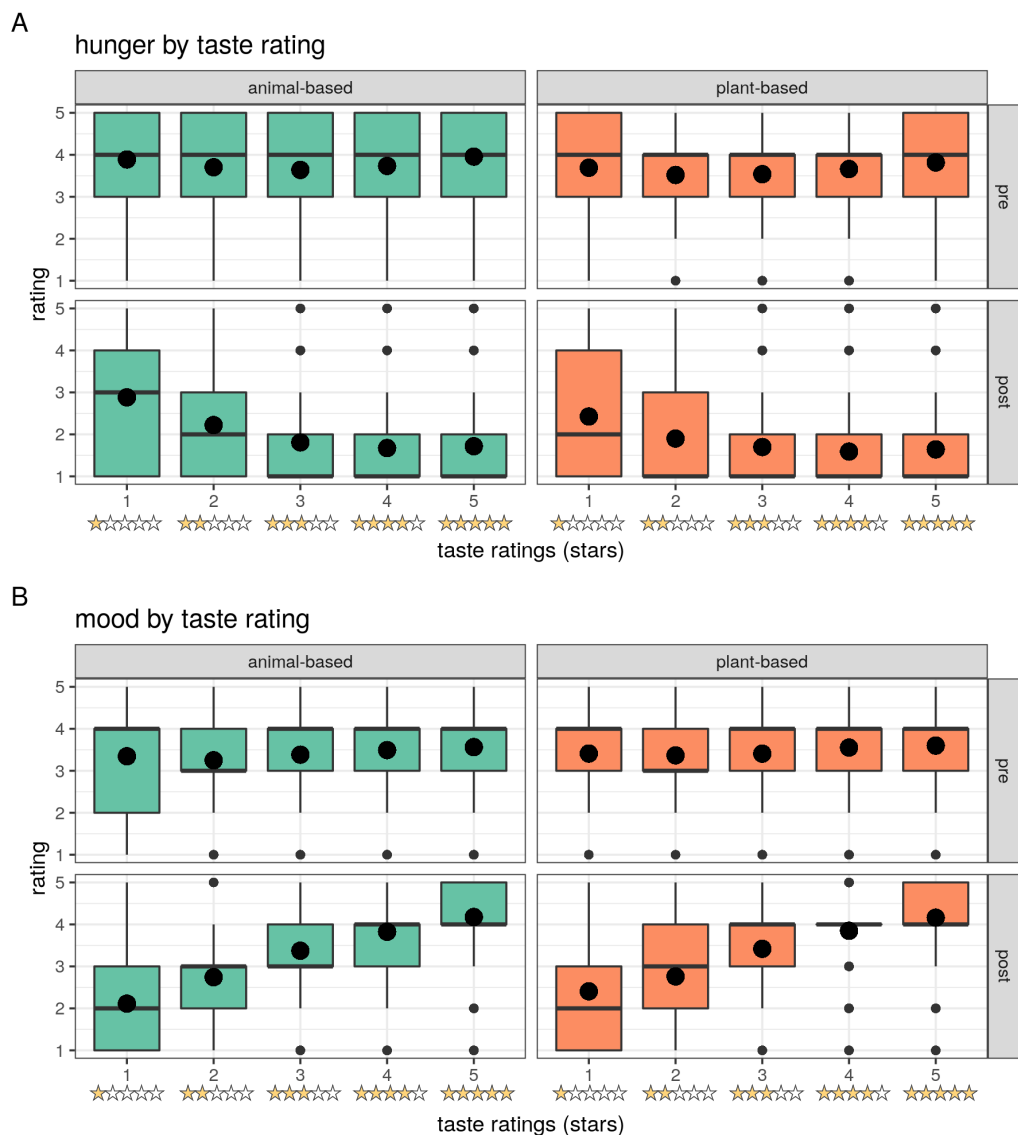 A
hunger by taste rating
animal-based plant-based
5
4
3
2
1
pre
rating
5
4
3
2
1
post
1 2 3 4 5 1 2 3 4 5
taste ratings (stars)
B
mood by taste rating
animal-based plant-based
5
4
3
2
1
pre
rating
5
4
3
2
1
post
1 2 3 4 5 1 2 3 4 5
taste ratings (stars)